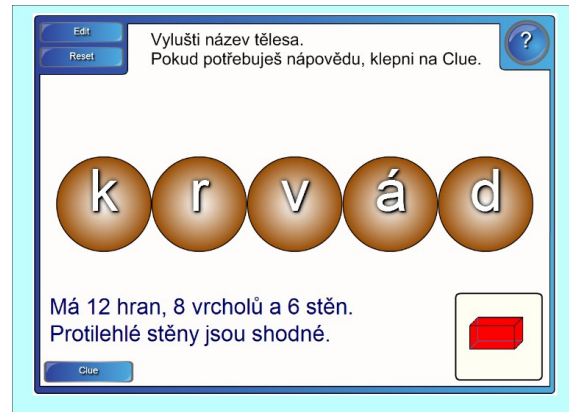 Edit
Reset
Vylušti název tělesa.
Pokud potřebuješ nápovědu, klepni na Clue.
?
k r v á d
Má 12 hran, 8 vrcholů a 6 stěn.
Protilehlé stěny jsou shodné.
Clue